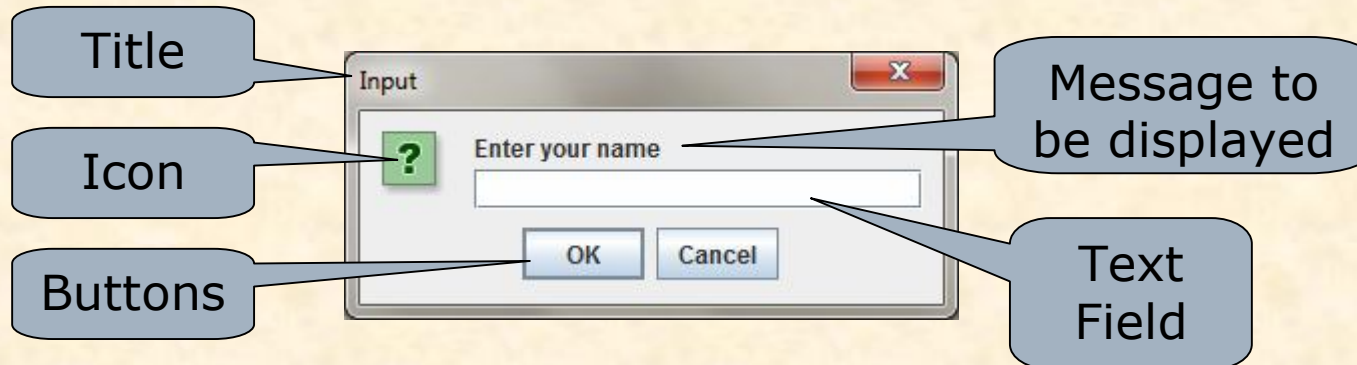 Title
Input
x
Message to
be displayed
Icon
?
Enter your name
Buttons
OK
Cancel
Text
Field